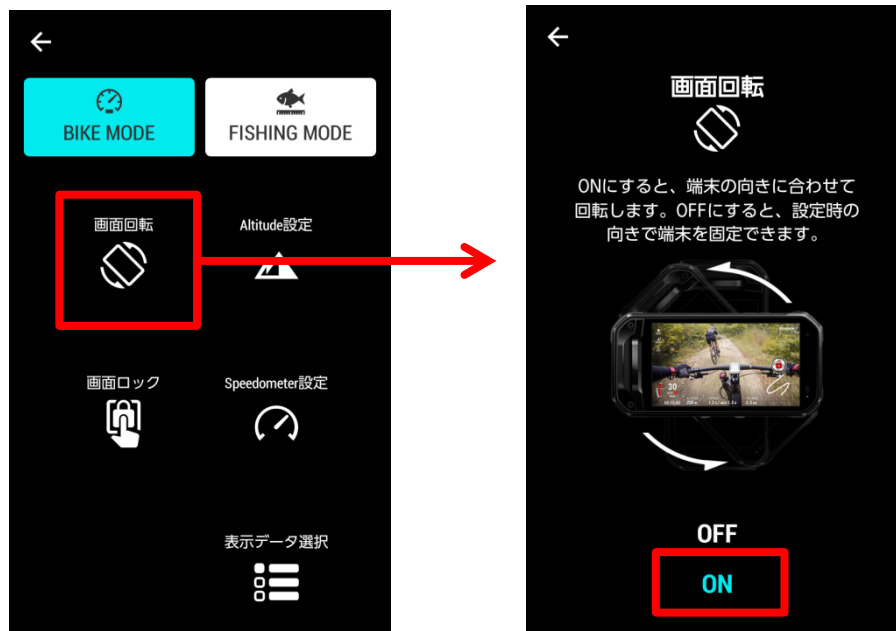 BIKE MODE
FISHING MODE
画面回転
Altitude設定
画面ロック
Speedometer設定
表示データ選択
画面回転
ONにすると、端末の向きに合わせて
回転します。OFFにすると、設定時の
向きで端末を固定できます。
OFF
ON